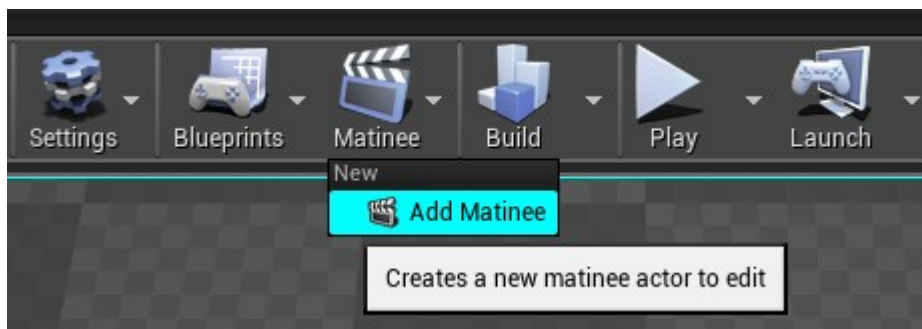 Settings Blueprints Matinee Build Play Launch
New
Add Matinee
Creates a new matinee actor to edit